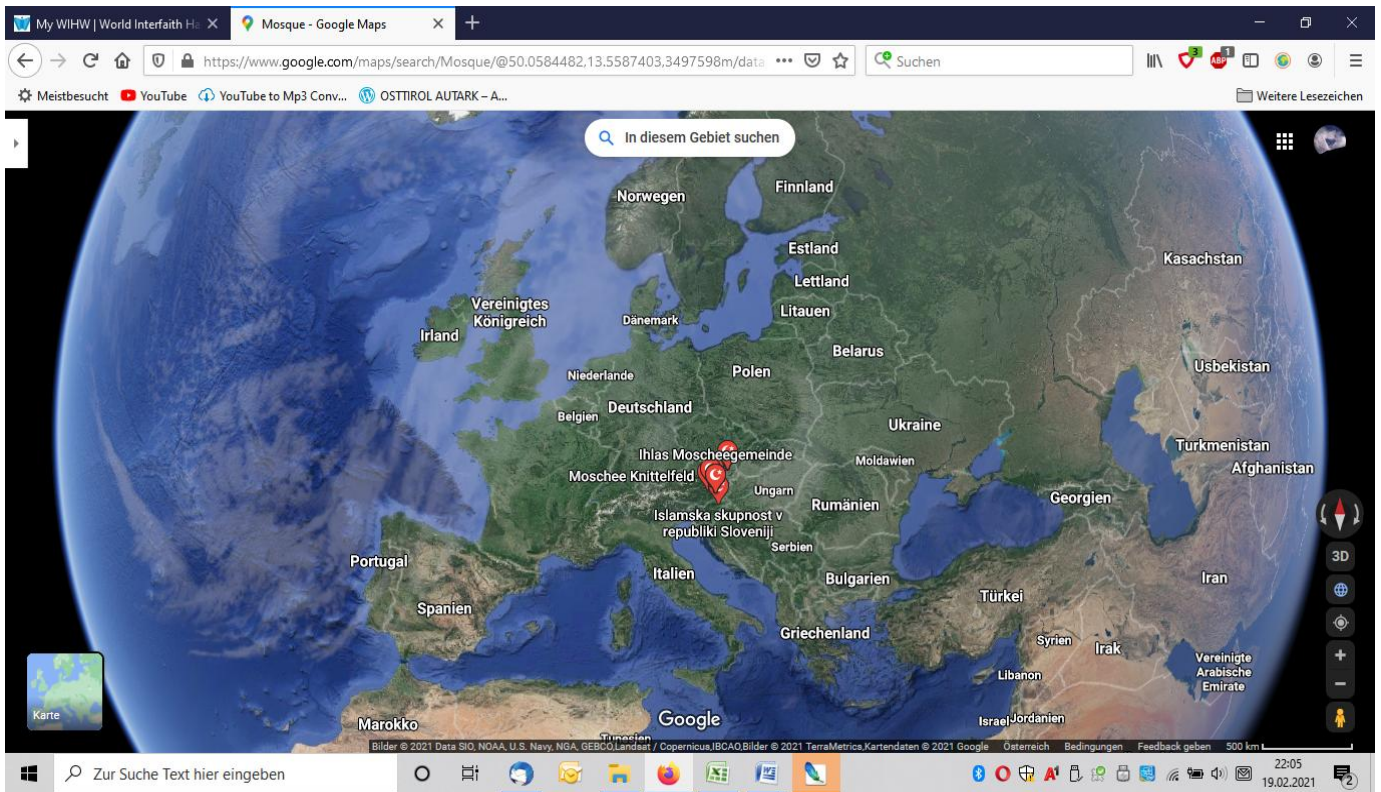 My WIHW | World Interfaith Ha
Mosque - Google Maps
https://www.google.com/maps/search/Mosque/@50.0584482,13.5587403,3497598m/data
Suchen
3
ABP
1
Meistbesucht
YouTube
YouTube to Mp3 Conv...
OSTTIROL AUTARK – A...
Weitere Lesezeichen
In diesem Gebiet suchen
Norwegen
Finnland
Estland
Kasachstan
Lettland
Vereinigtes
Königreich
Litauen
Dänemark
Irland
Belarus
Usbekistan
Niederlande
Polen
Belgien
Deutschland
Ukraine
Turkmenistan
Ihlas Moscheegemeinde
Moldawien
Afghanistan
Moschee Knittelfeld
Ungarn
Rumänien
Georgien
Islamska skupnost v
republiki Sloveniji
Serbien
Portugal
Italien
Bulgarien
Iran
3D
Spanien
Türkei
Griechenland
Syrien
Irak
Libanon
Vereinigte
Arabische
Emirate
Karte
Marokko
Google
Israel
Jordanien
Tunesien
Bilder © 2021 Data SIO, NOAA, U.S. Navy, NGA, GEBCO,Landsat / Copernicus,IBCAO,Bilder © 2021 TerraMetrics,Kartendaten © 2021 Google
Österreich
Bedingungen
Feedback geben
500 km
Zur Suche Text hier eingeben
22:05
19.02.2021
2